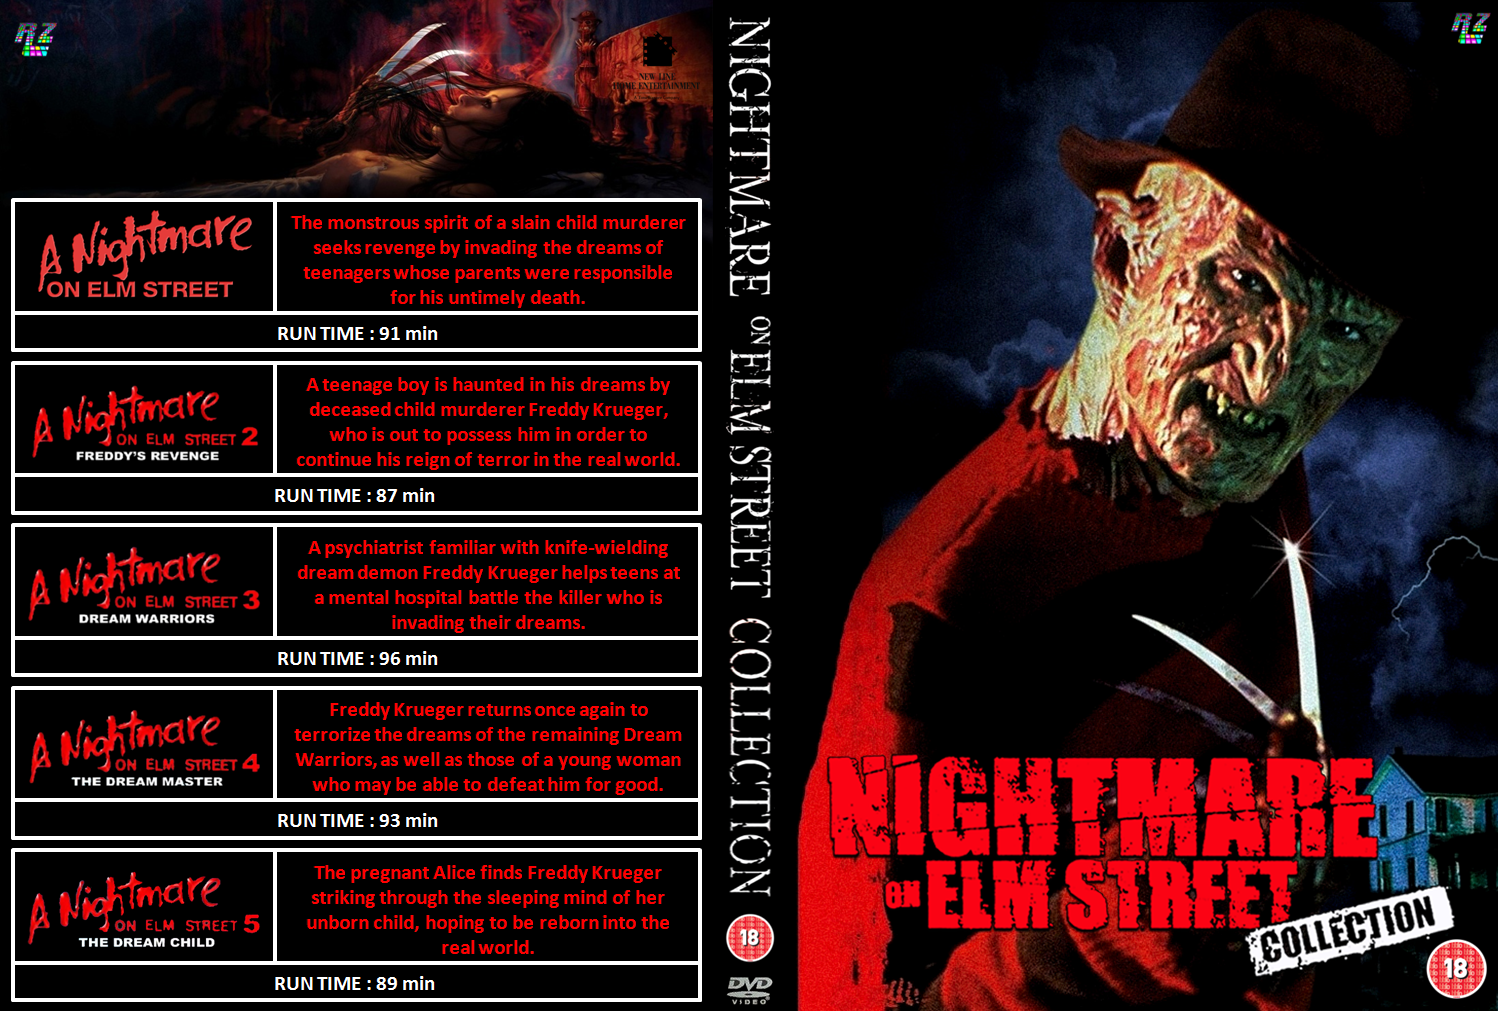 RZ
NEW LINE
HOME ENTERTAINMENT
A Nightmare
ON ELM STREET
The monstrous spirit of a slain child murderer
seeks revenge by invading the dreams of
teenagers whose parents were responsible
for his untimely death.
RUN TIME : 91 min
A Nightmare
ON ELM STREET 2
FREDDY'S REVENGE
A teenage boy is haunted in his dreams by
deceased child murderer Freddy Krueger,
who is out to possess him in order to
continue his reign of terror in the real world.
RUN TIME : 87 min
A Nightmare
ON ELM STREET 3
DREAM WARRIORS
A psychiatrist familiar with knife-wielding
dream demon Freddy Krueger helps teens at
a mental hospital battle the killer who is
invading their dreams.
RUN TIME : 96 min
A Nightmare
ON ELM STREET 4
THE DREAM MASTER
Freddy Krueger returns once again to
terrorize the dreams of the remaining Dream
Warriors, as well as those of a young woman
who may be able to defeat him for good.
RUN TIME : 93 min
A Nightmare
ON ELM STREET 5
THE DREAM CHILD
The pregnant Alice finds Freddy Krueger
striking through the sleeping mind of her
unborn child, hoping to be reborn into the
real world.
RUN TIME : 89 min
NIGHTMARE ON ELM STREET COLLECTION
18
DVD
VIDEO
RZ
NIGHTMARE
ON ELM STREET
COLLECTION
18